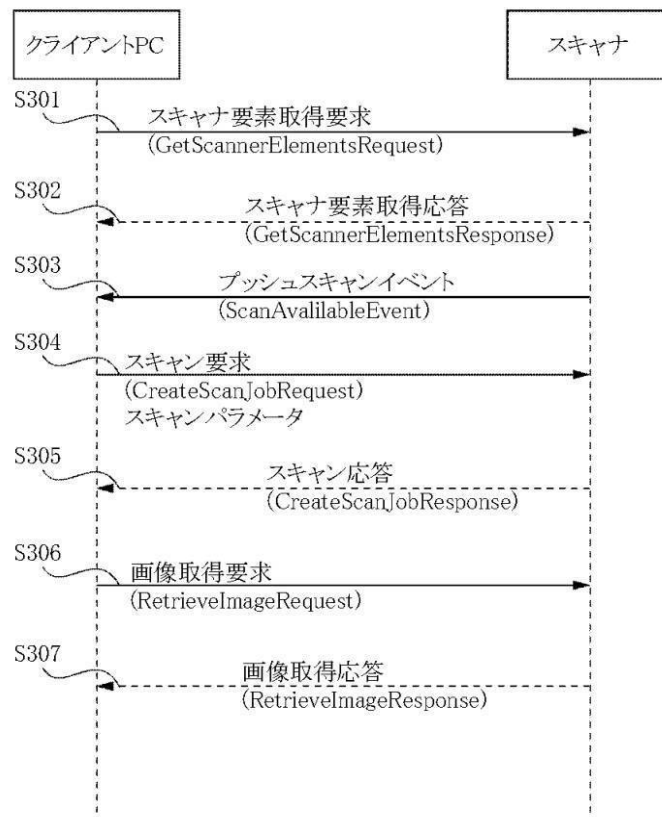 クライアントPC
スキャナ
S301
スキャナ要素取得要求
(GetScannerElementsRequest)
S302
スキャナ要素取得応答
(GetScannerElementsResponse)
S303
プッシュスキャンイベント
(ScanAvalilableEvent)
S304
スキャン要求
(CreateScanJobRequest)
スキャンパラメータ
S305
スキャン応答
(CreateScanJobResponse)
S306
画像取得要求
(RetrieveImageRequest)
S307
画像取得応答
(RetrieveImageResponse)